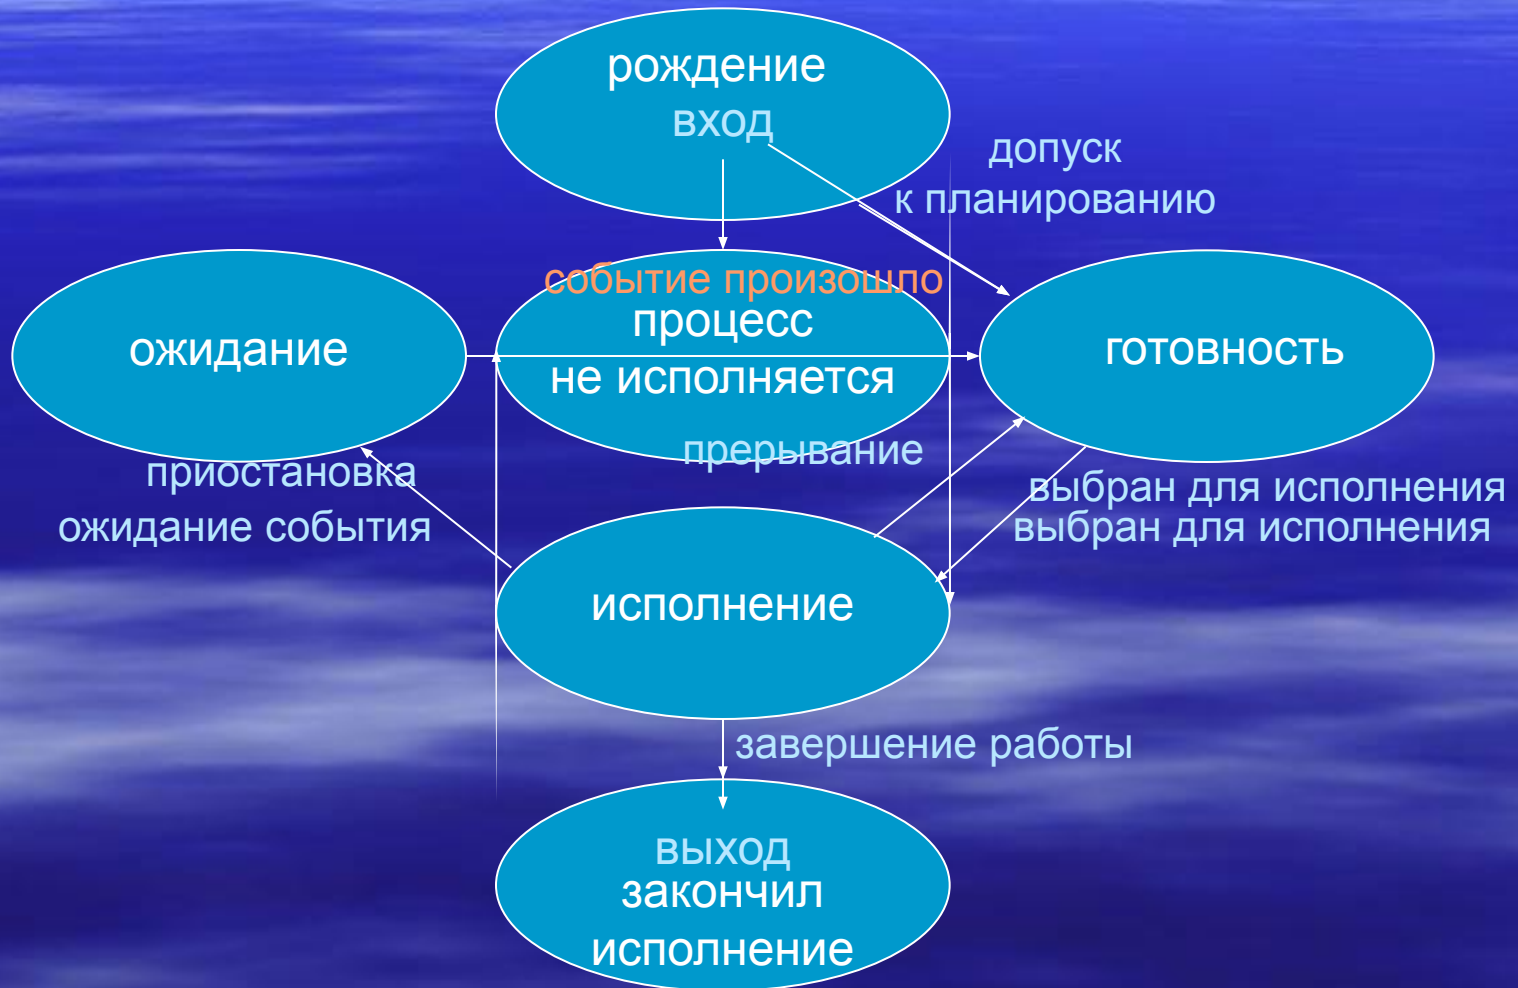 рождение
вход
допуск
к планированию
событие произошло
процесс
не исполняется
ожидание
готовность
прерывание
приостановка
ожидание события
выбран для исполнения
выбран для исполнения
исполнение
завершение работы
выход
закончил
исполнение